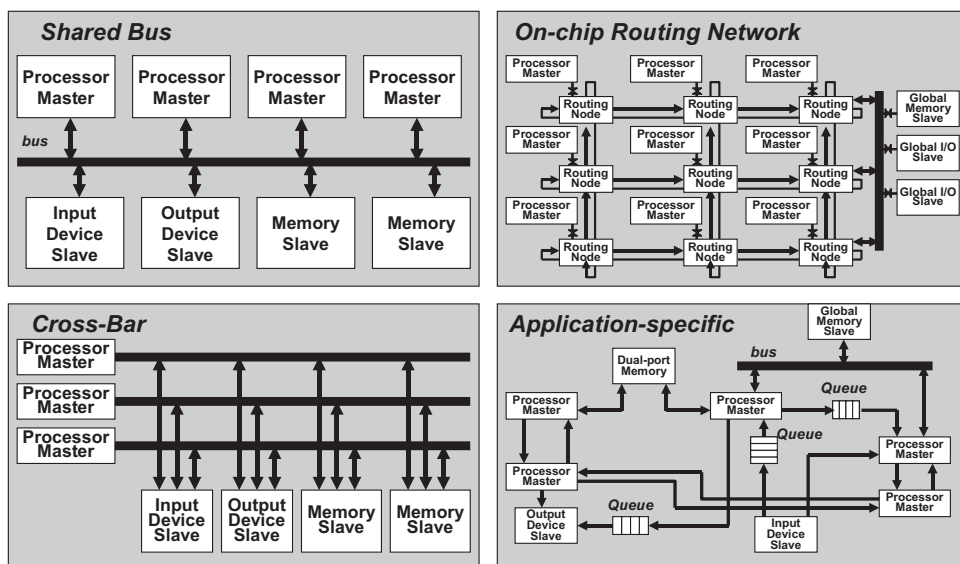 Shared Bus
Processor
Master
Processor
Master
Processor
Master
Processor
Master
bus
Input
Device
Slave
Output
Device
Slave
Memory
Slave
Memory
Slave
On-chip Routing Network
Processor
Master
Processor
Master
Processor
Master
Routing
Node
Routing
Node
Routing
Node
Global
Memory
Slave
Processor
Master
Processor
Master
Processor
Master
Global I/O
Slave
Routing
Node
Routing
Node
Routing
Node
Global I/O
Slave
Processor
Master
Processor
Master
Processor
Master
Routing
Node
Routing
Node
Routing
Node
Cross-Bar
Processor
Master
Processor
Master
Processor
Master
Input
Device
Slave
Output
Device
Slave
Memory
Slave
Memory
Slave
Application-specific
Global
Memory
Slave
bus
Dual-port
Memory
Queue
Processor
Master
Processor
Master
Queue
Processor
Master
Processor
Master
Processor
Master
Queue
Output
Device
Slave
Input
Device
Slave